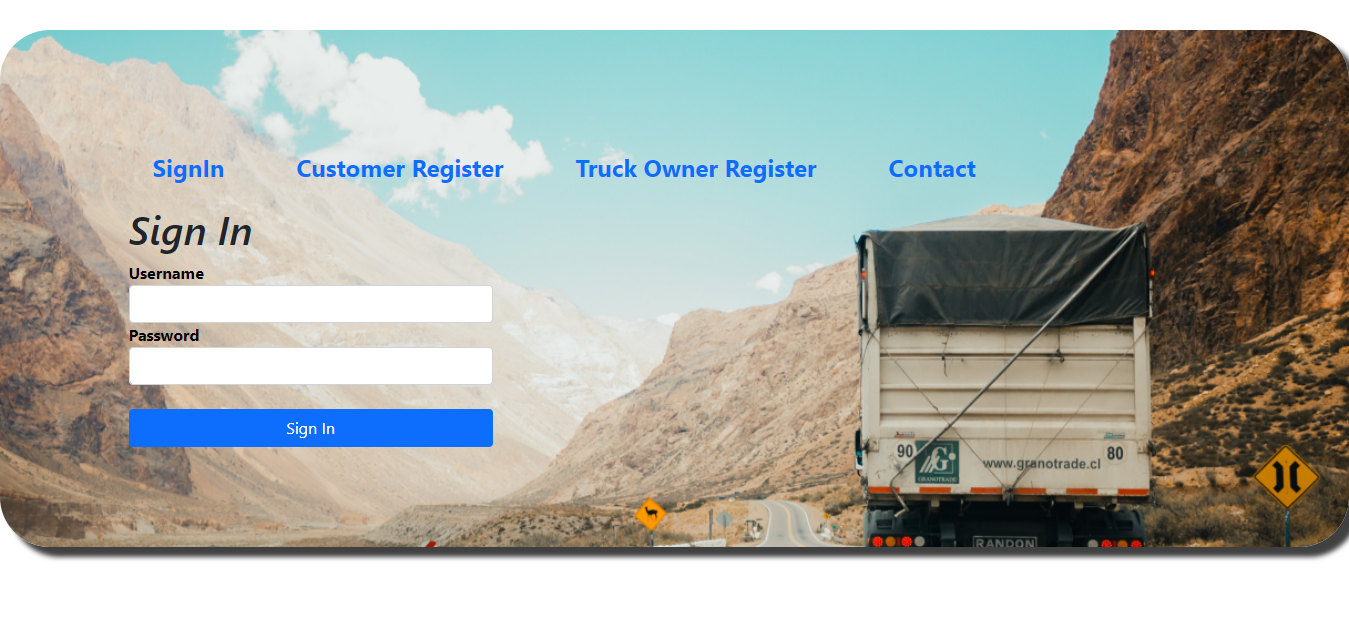 SignIn Customer Register Truck Owner Register Contact
Sign In
Username
Password
Sign In
90 GRANOTRADE www.granotrade.cl 80
RANDON